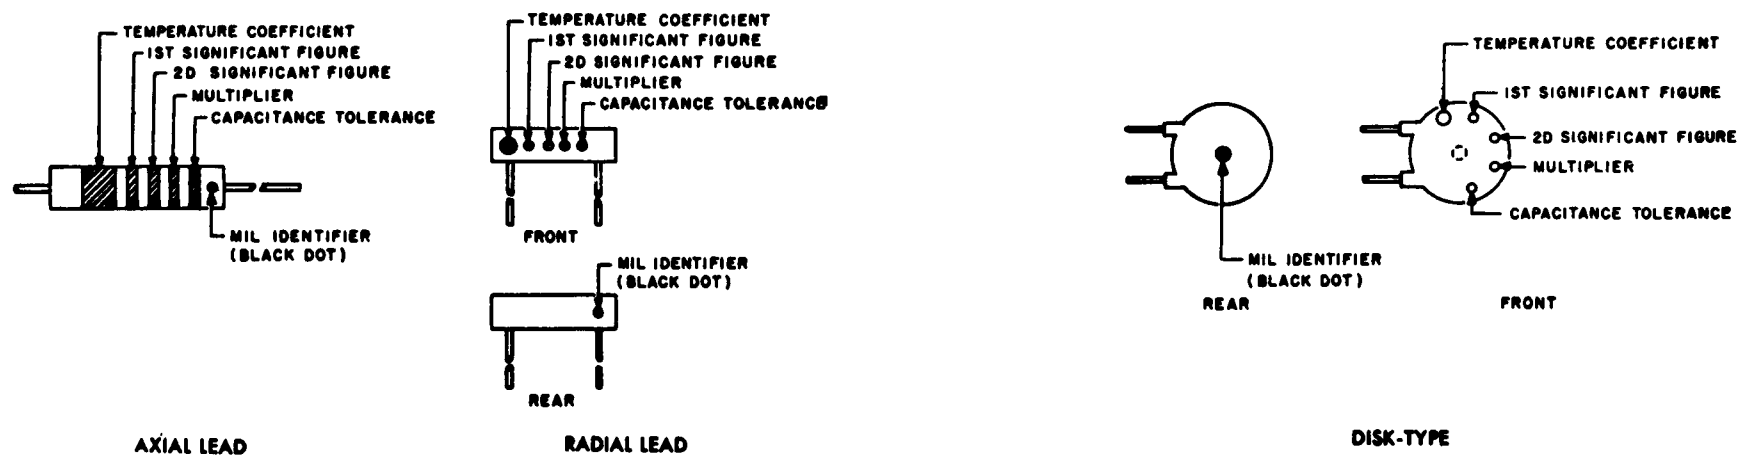 TEMPERATURE COEFFICIENT
1ST SIGNIFICANT FIGURE
2D SIGNIFICANT FIGURE
MULTIPLIER
CAPACITANCE TOLERANCE
MIL IDENTIFIER
(BLACK DOT)
AXIAL LEAD
TEMPERATURE COEFFICIENT
1ST SIGNIFICANT FIGURE
2D SIGNIFICANT FIGURE
MULTIPLIER
CAPACITANCE TOLERANCE
FRONT
MIL IDENTIFIER
(BLACK DOT)
REAR
RADIAL LEAD
MIL IDENTIFIER
(BLACK DOT)
REAR
TEMPERATURE COEFFICIENT
1ST SIGNIFICANT FIGURE
2D SIGNIFICANT FIGURE
MULTIPLIER
CAPACITANCE TOLERANCE
FRONT
DISK-TYPE